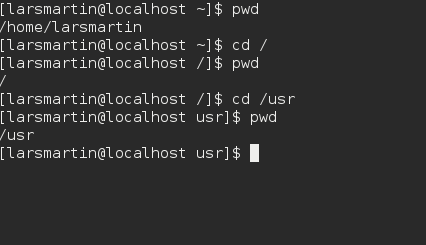 [larsmartin@localhost ~]$ pwd
/home/larsmartin
[larsmartin@localhost ~]$ cd /
[larsmartin@localhost /]$ pwd
/
[larsmartin@localhost /]$ cd /usr
[larsmartin@localhost usr]$ pwd
/usr
[larsmartin@localhost usr]$